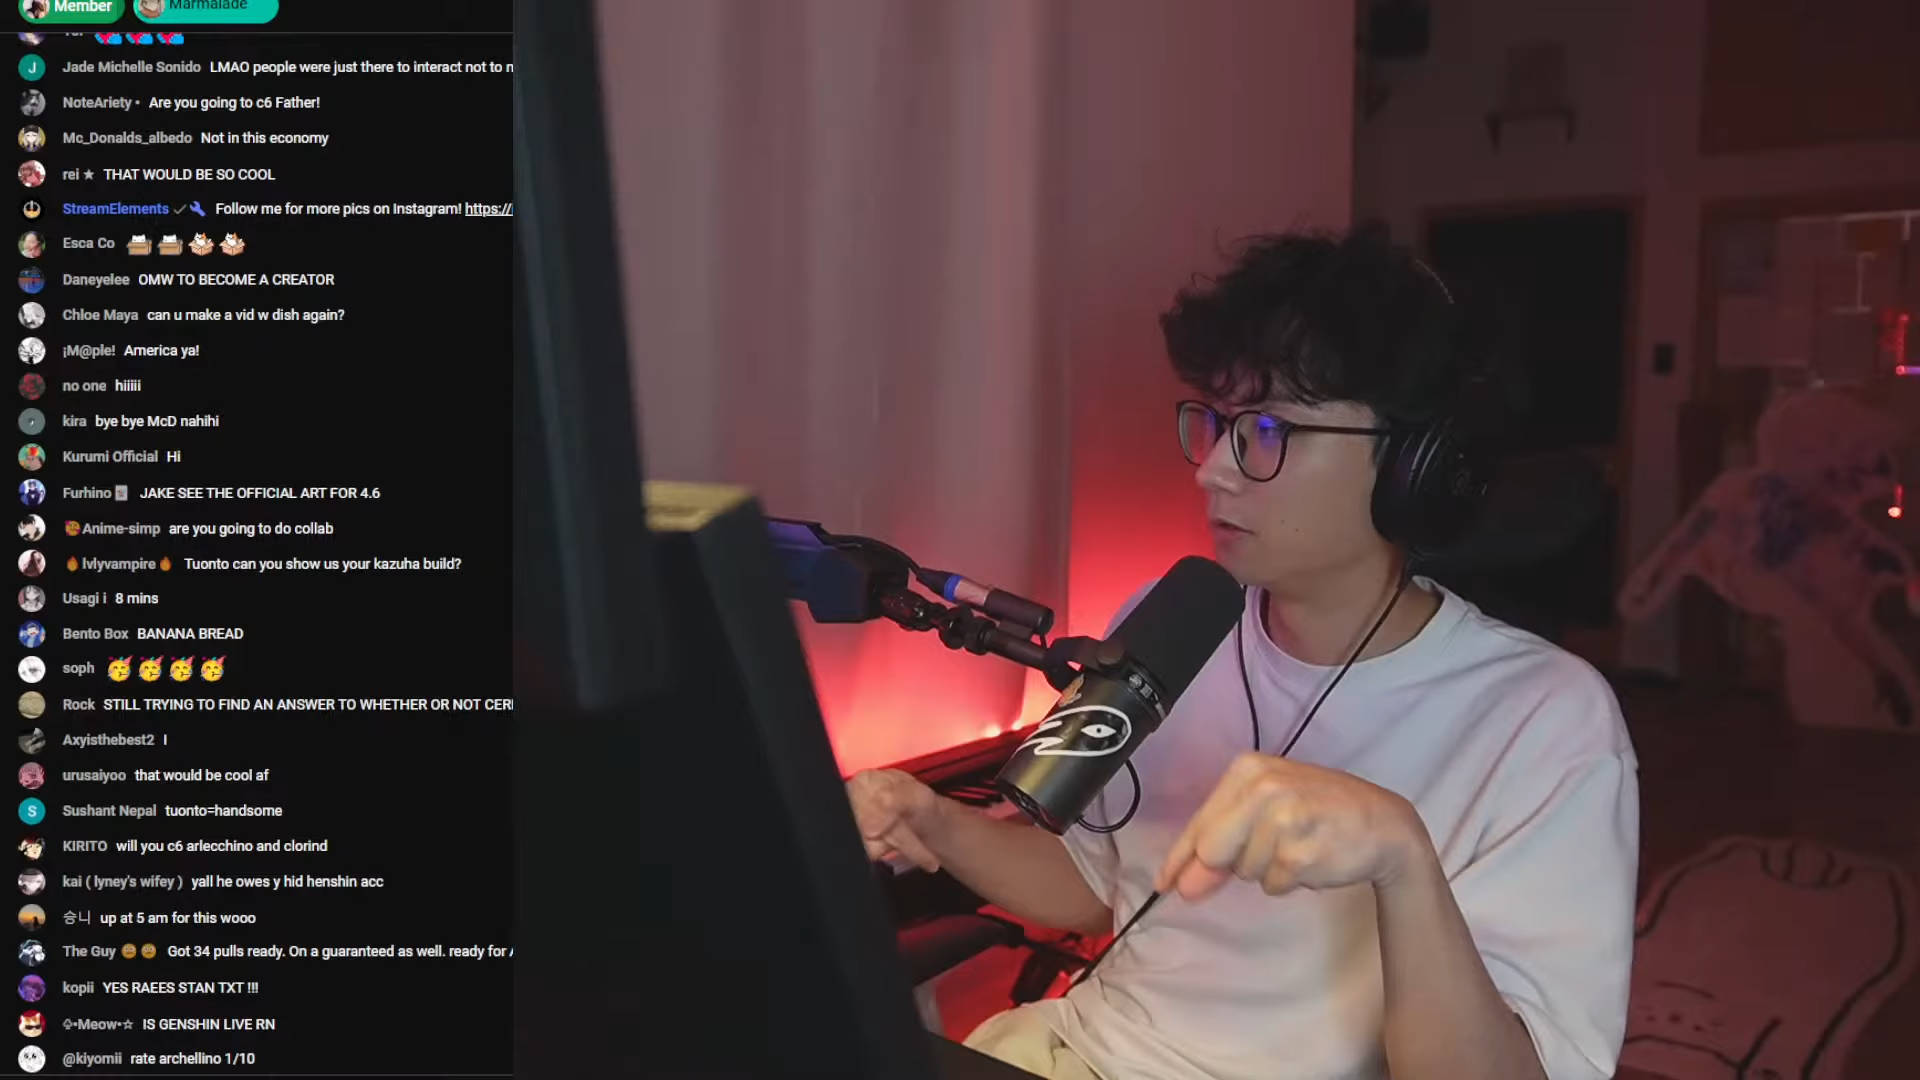 Member
Marmalade
Jade Michelle Sonido LMAO people were just there to interact not to
NoteAriety • Are you going to c6 Father!
Mc_Donalds_albedo Not in this economy
rei ★ THAT WOULD BE SO COOL
StreamElements Follow me for more pics on Instagram! https://
Esca Co
Daneyelee OMW TO BECOME A CREATOR
Chloe Maya can u make a vid w dish again?
¡M@ple! America ya!
no one hiiiii
kira bye bye McD nahihi
Kurumi Official Hi
Furhino JAKE SEE THE OFFICIAL ART FOR 4.6
Anime-simp are you going to do collab
lvlyvampire Tuonto can you show us your kazuha build?
Usagi i 8 mins
Bento Box BANANA BREAD
soph 🥳🥳🥳🥳
Rock STILL TRYING TO FIND AN ANSWER TO WHETHER OR NOT
Axyisthebest2 I
urusaiyoo that would be cool af
S
Sushant Nepal tuonto=handsome
KIRITO will you c6 arlecchino and clorind
kai ( lyney's wifey ) yall he owes y hid henshin acc
승니 up at 5 am for this wooo
The Guy Got 34 pulls ready. On a guaranteed as well. ready for
kopii YES RAEES STAN TXT !!!
♤•Meow•☆ IS GENSHIN LIVE RN
@kiyomii rate archellino 1/10